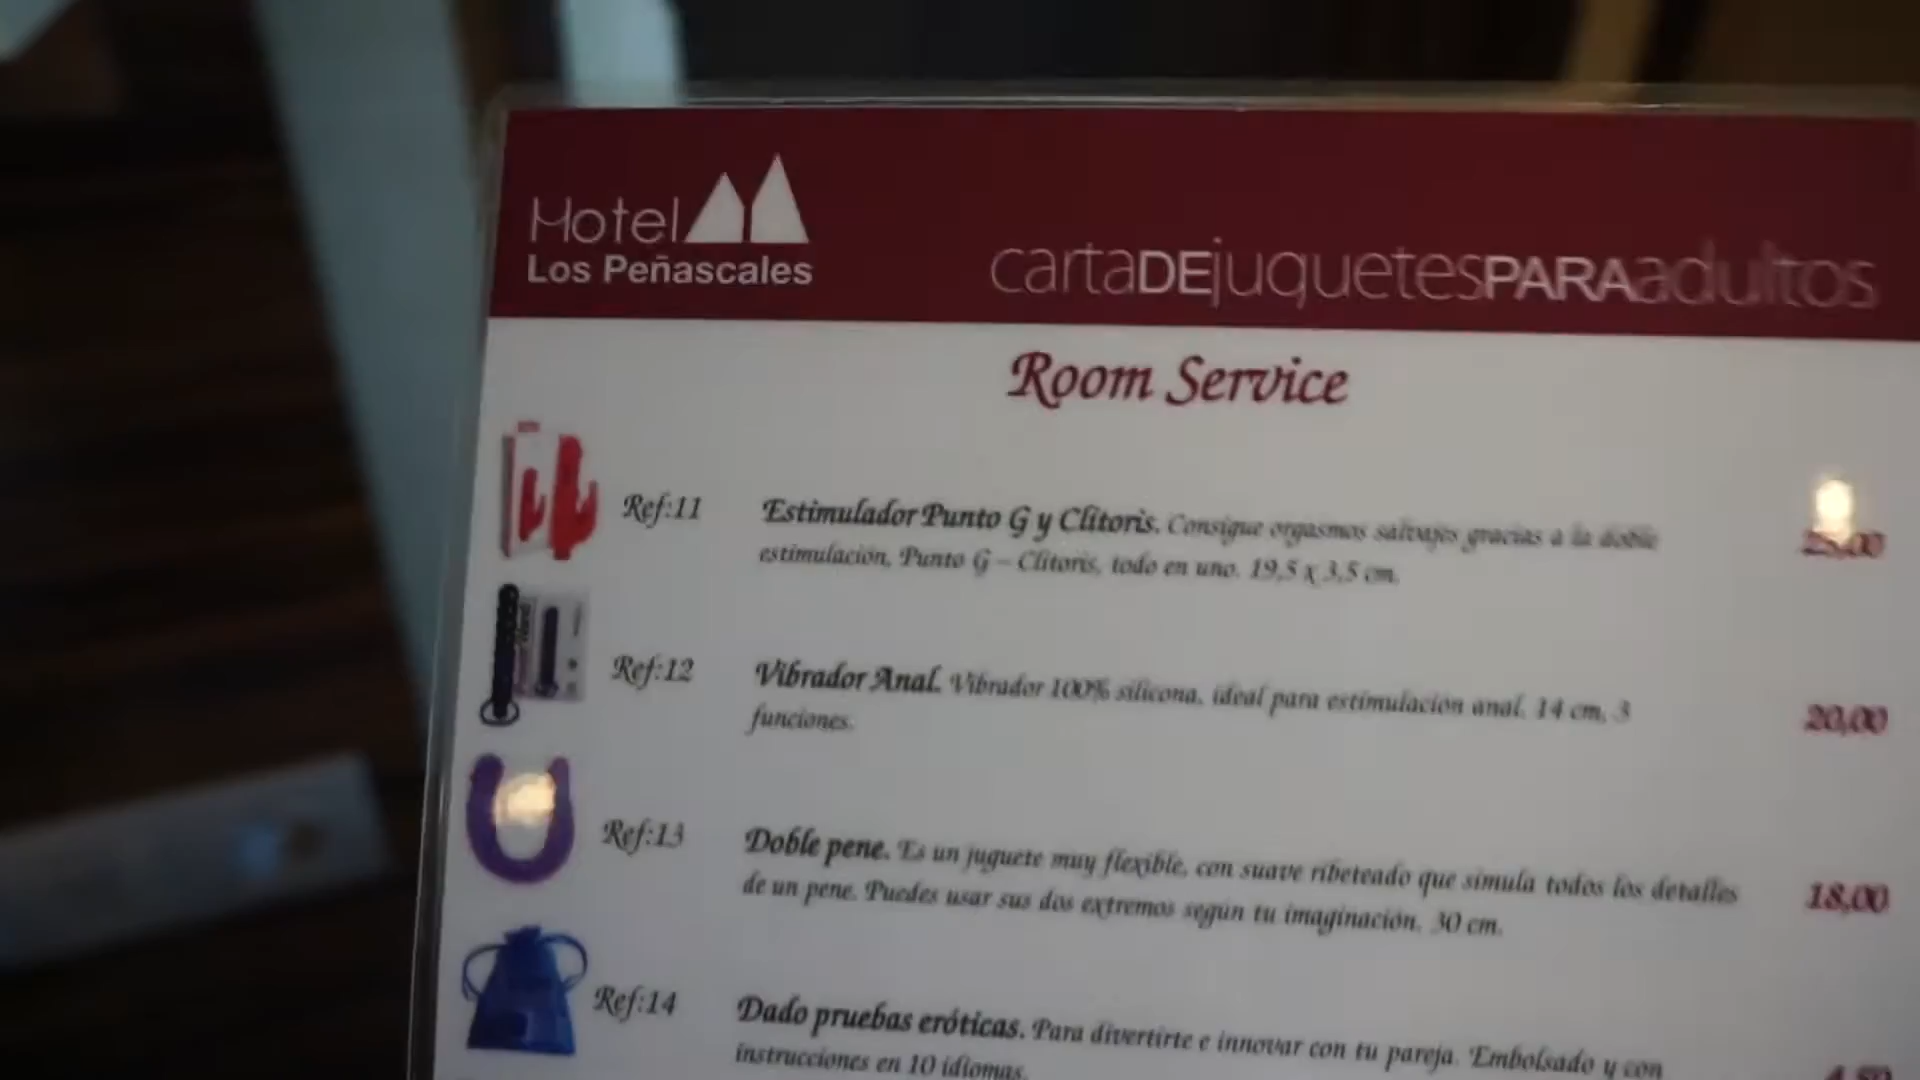 Hotel
Los Peñascales
cartaDEjuguetesPARAadultos
Room Service
Ref:11
Estimulador Punto G y Clítoris. Consigue orgasmos salvajes gracias a la doble
estimulación, Punto G – Clítoris, todo en uno. 19,5 x 3,5 cm.
Ref:12
Vibrador Anal. Vibrador 100% silicona, ideal para estimulación anal. 14 cm, 3
funciones.
20,00
Ref:13
Doble pene. Es un juguete muy flexible, con suave ribeteado que simula todos los detalles
de un pene. Puedes usar sus dos extremos según tu imaginación. 30 cm.
18,00
Ref:14
Dado pruebas eróticas. Para divertirte e innovar con tu pareja. Embolsado y con
instrucciones en 10 idiomas.